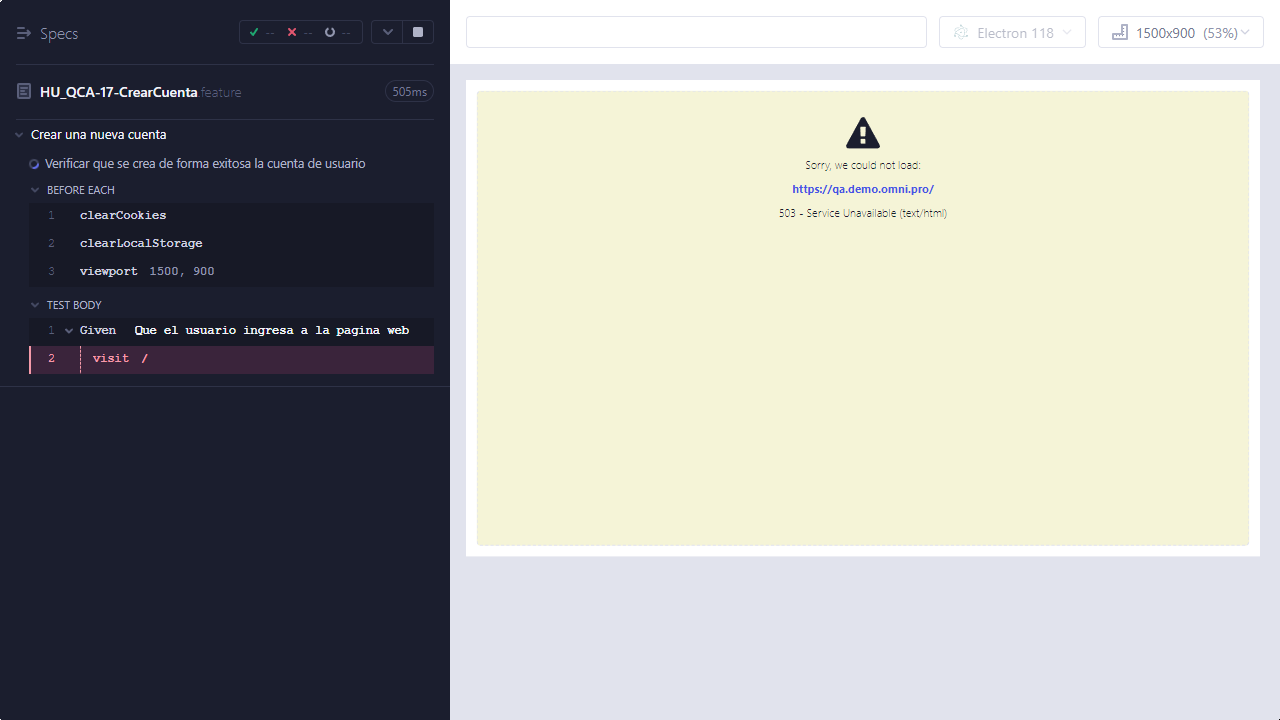 Specs
-- -- --
HU_QCA-17-CrearCuenta feature
505ms
Crear una nueva cuenta
Verificar que se crea de forma exitosa la cuenta de usuario
BEFORE EACH
1 clearCookies
2 clearLocalStorage
3 viewport 1500, 900
TEST BODY
1 Given Que el usuario ingresa a la pagina web
2 visit /
Electron 118
1500x900 (53%)
Sorry, we could not load:
https://qa.demo.omni.pro/
503 - Service Unavailable (text/html)